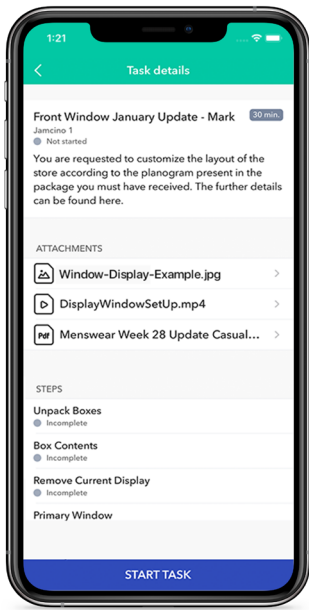 1:21
Task details
Front Window January Update - Mark
30 min.
Jamcino 1
Not started
You are requested to customize the layout of the
store according to the planogram present in the
package you must have received. The further details
can be found here.
ATTACHMENTS
Window-Display-Example.jpg
DisplayWindowSetUp.mp4
Pdf
Menswear Week 28 Update Casual...
STEPS
Unpack Boxes
Incomplete
Box Contents
Incomplete
Remove Current Display
Incomplete
Primary Window
START TASK